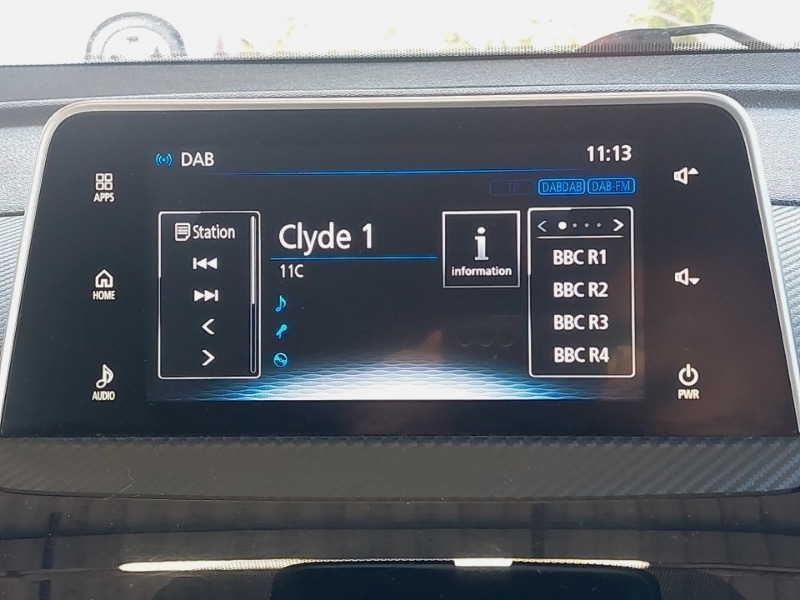 DAB
11:13
TP DABDAB DAB-FM
APPS
HOME
AUDIO
Station
Clyde 1
11C
i
information
BBC R1
BBC R2
BBC R3
BBC R4
PWR